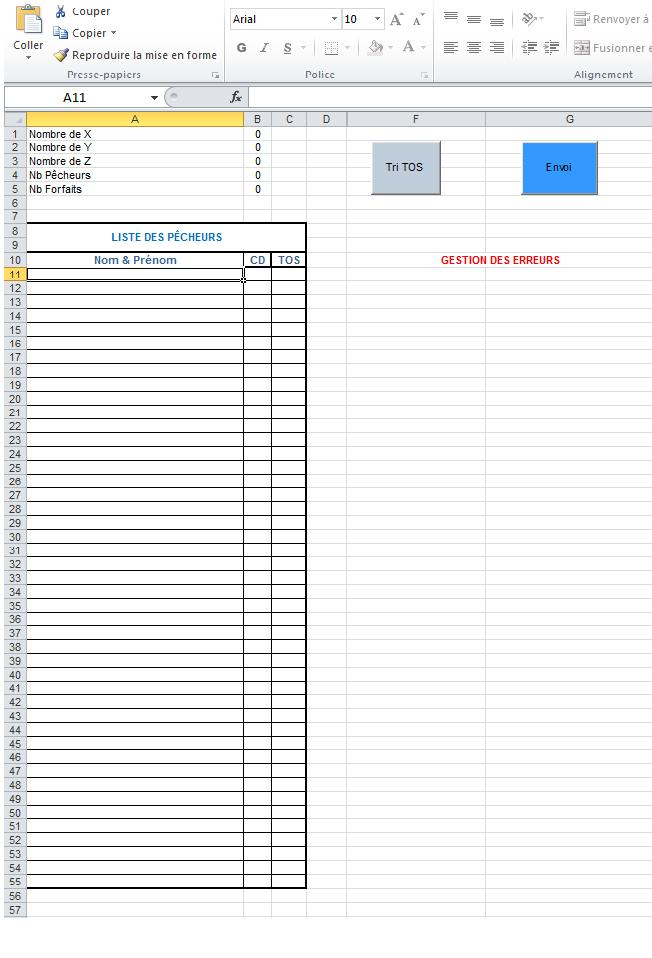 Couper
Coller
Copier
Reproduire la mise en forme
Presse-papiers
Arial
10
A A
G I S
A
Police
Renvoyer à
Fusionner e
Alignement
A11
fx
A B C D F G
1 Nombre de X 0
2 Nombre de Y 0
3 Nombre de Z 0
4 Nb Pêcheurs 0
5 Nb Forfaits 0
Tri TOS
Envoi
6
7
8
LISTE DES PÊCHEURS
9
10 Nom & Prénom CD TOS GESTION DES ERREURS
11
12
13
14
15
16
17
18
19
20
21
22
23
24
25
26
27
28
29
30
31
32
33
34
35
36
37
38
39
40
41
42
43
44
45
46
47
48
49
50
51
52
53
54
55
56
57